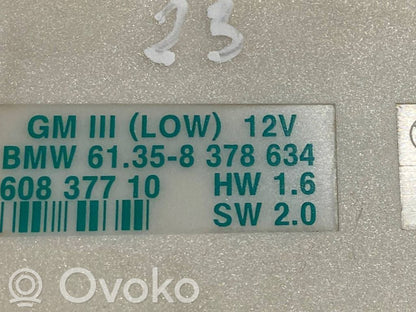 23
GM III (LOW) 12V
BMW 61.35-8 378 634
608 377 10 HW 1.6
SW 2.0
Ovoko